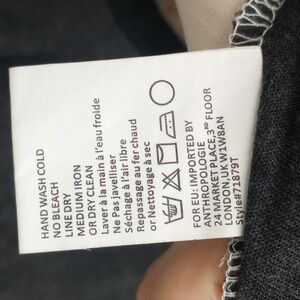 HAND WASH COLD
NO BLEACH
LINE DRY
MEDIUM IRON
OR DRY CLEAN
Laver à la main à l'eau froide
Ne Pas javelliser
Séchage à l'air libre
Repassage au fer chaud
or Nettoyage à sec
FOR EU: IMPORTED BY
ANTHROPOLOGIE
24 MARKET PLACE,3RD FLOOR
LONDON UK W1W8AN
Style#71879T